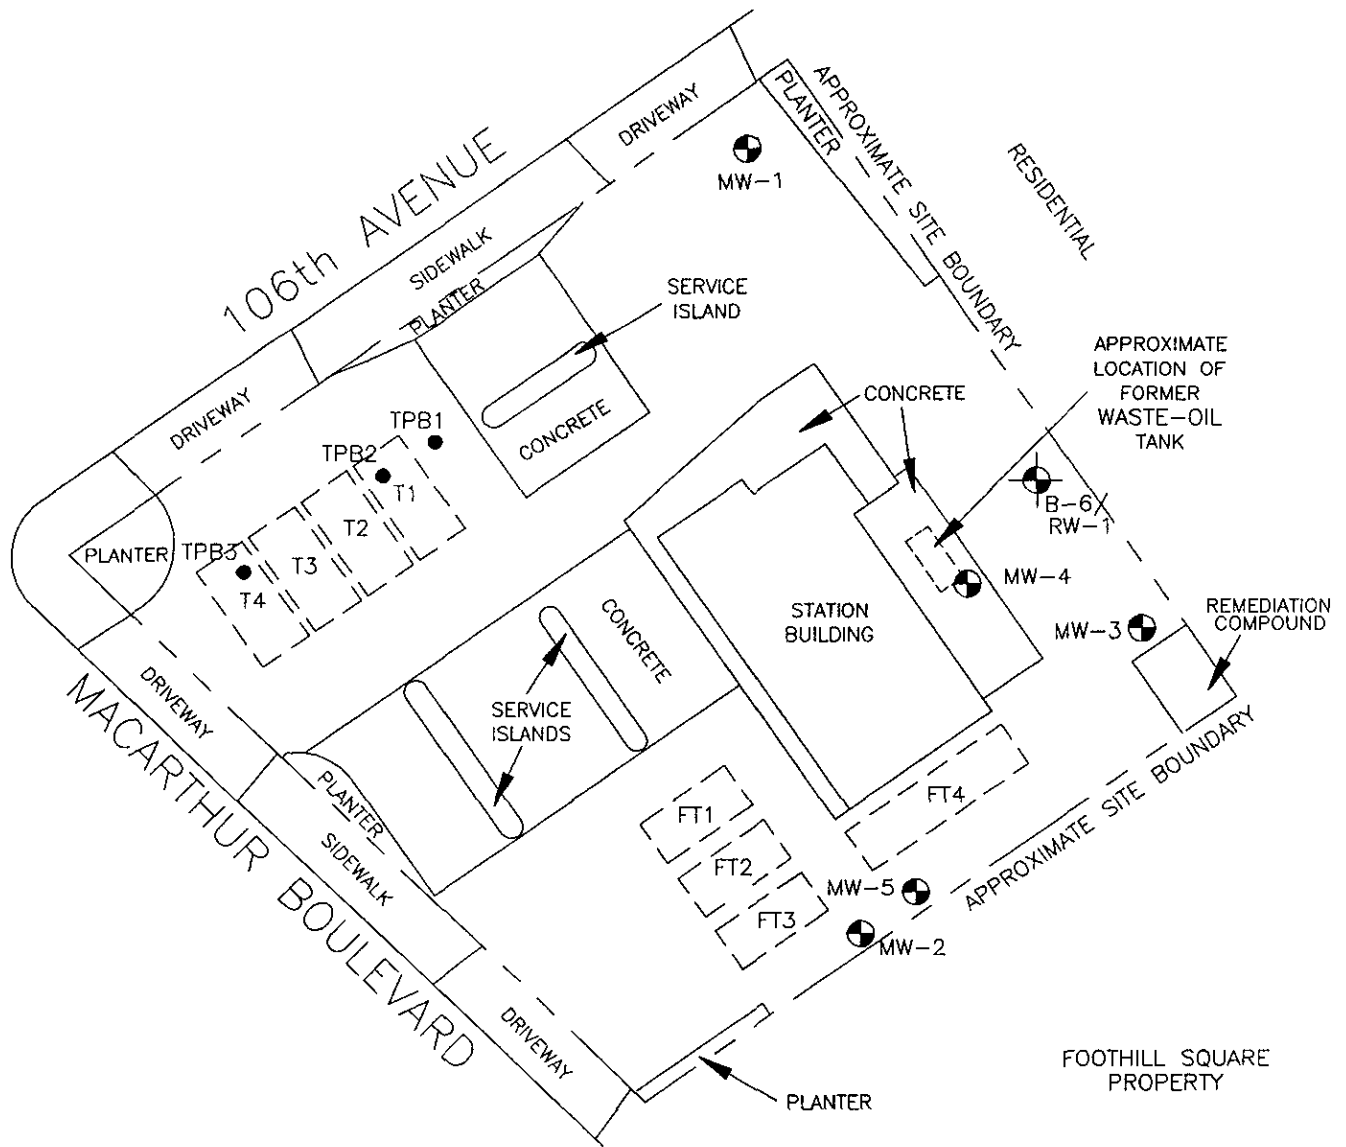 DRIVEWAY
PLANTER
APPROXIMATE SITE BOUNDARY
RESIDENTIAL
MW-1
106th AVENUE
SIDEWALK
PLANTER
SERVICE
ISLAND
APPROXIMATE
LOCATION OF
FORMER
WASTE-OIL
TANK
DRIVEWAY
CONCRETE
CONCRETE
TPB1
TPB2
T1
T2
T3
TPB3
T4
PLANTER
B-6/
RW-1
MW-4
MW-3
REMEDIATION
COMPOUND
STATION
BUILDING
CONCRETE
SERVICE
ISLANDS
DRIVEWAY
MACARTHUR BOULEVARD
PLANTER
SIDEWALK
FT1
FT2
FT3
FT4
MW-5
MW-2
APPROXIMATE SITE BOUNDARY
DRIVEWAY
PLANTER
FOOTHILL SQUARE
PROPERTY